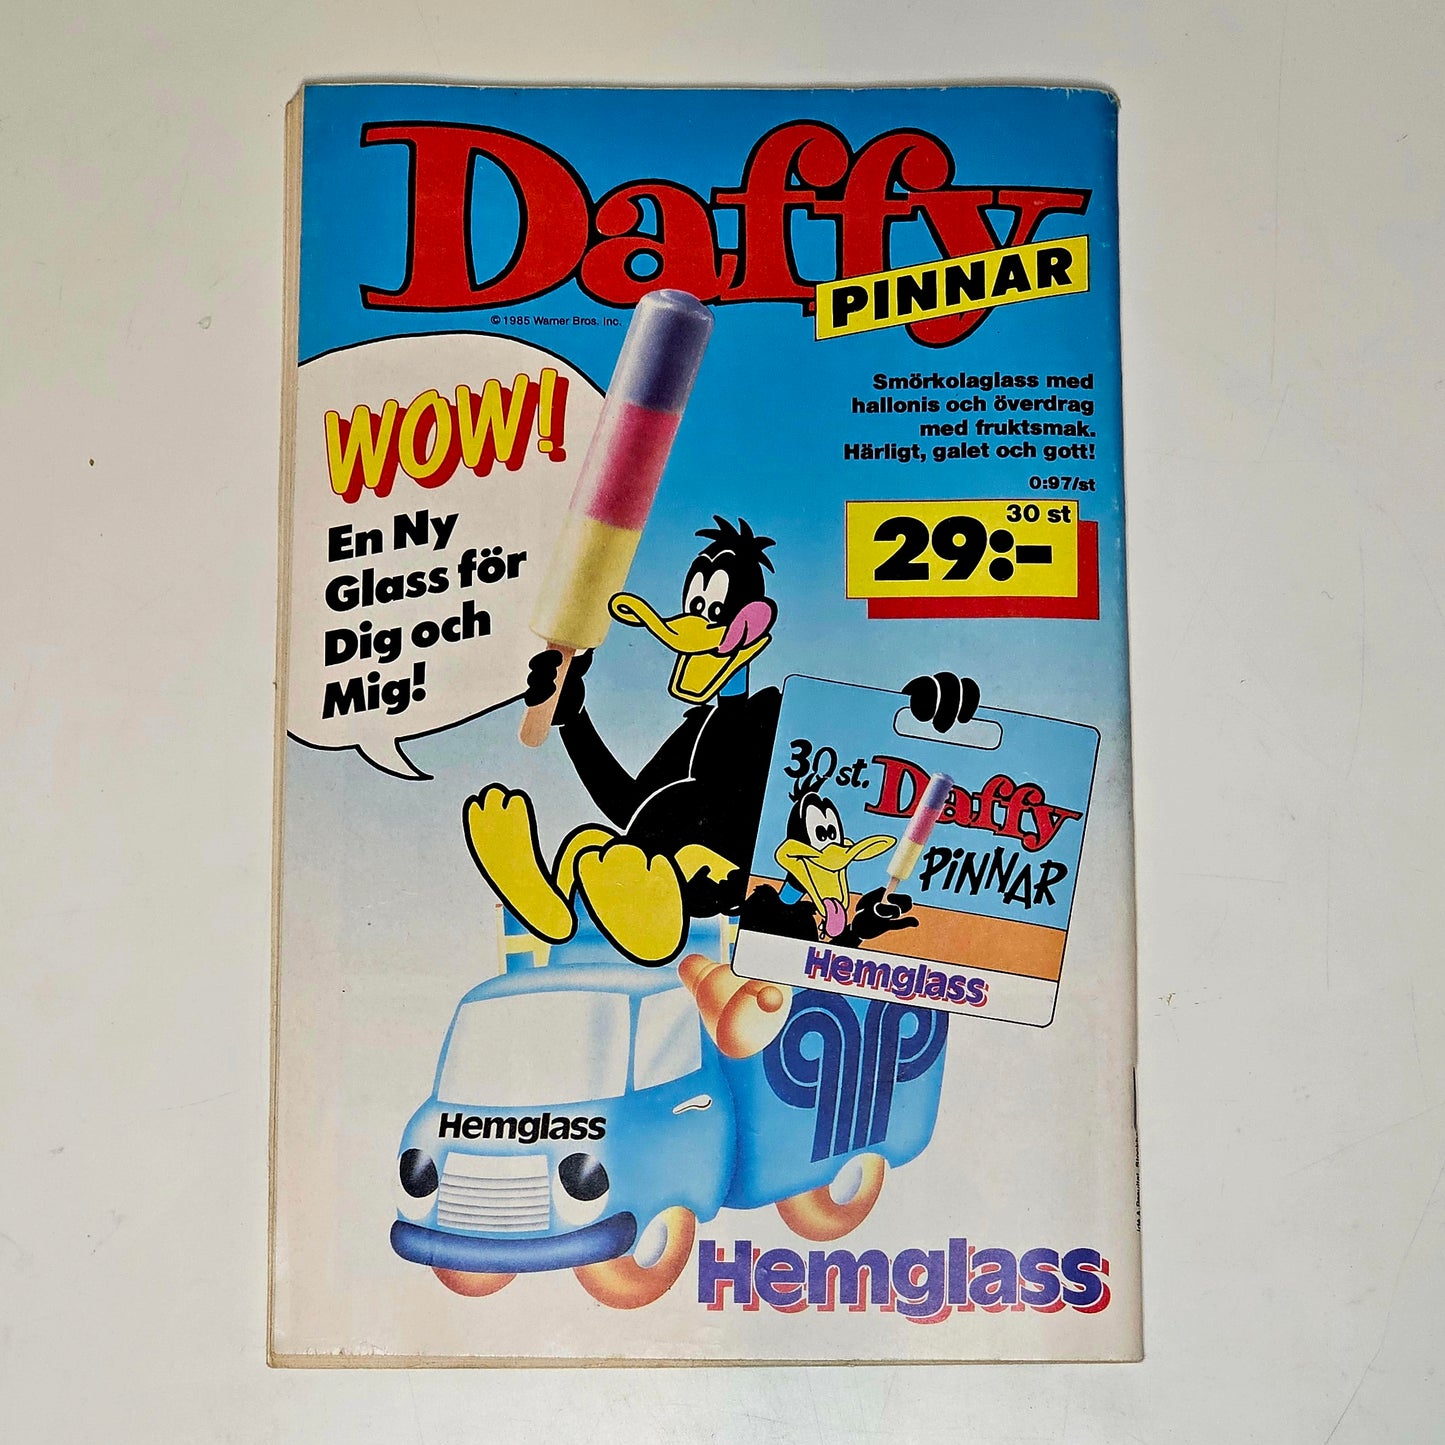 Daffy
PINNAR
© 1985 Warner Bros. Inc.
WOW!
En Ny
Glass för
Dig och
Mig!
Smörkolaglass med
hallonis och överdrag
med fruktsmak.
Härligt, galet och gott!
0:97/st
30 st
29:-
30 st.
Daffy
PiNNAR
Hemglass
Hemglass
Hemglass